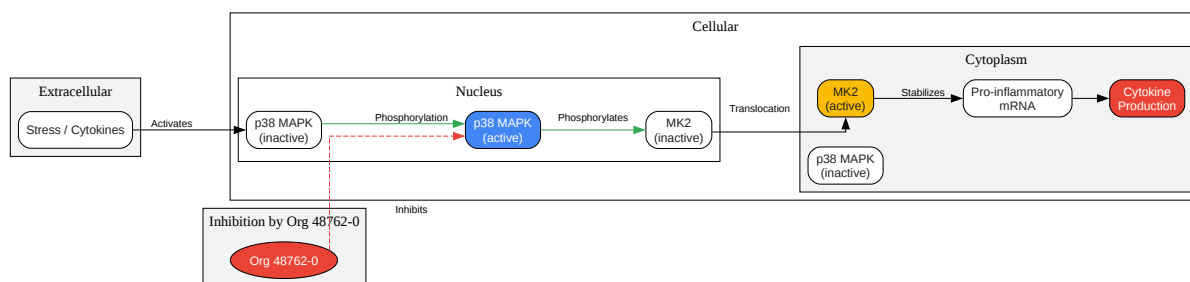 Cellular
Extracellular
Stress / Cytokines
Activates
Nucleus
p38 MAPK
(inactive)
Phosphorylation
p38 MAPK
(active)
Phosphorylates
MK2
(inactive)
Translocation
Cytoplasm
MK2
(active)
Stabilizes
Pro-inflammatory
mRNA
Cytokine
Production
p38 MAPK
(inactive)
Inhibits
Inhibition by Org 48762-0
Org 48762-0